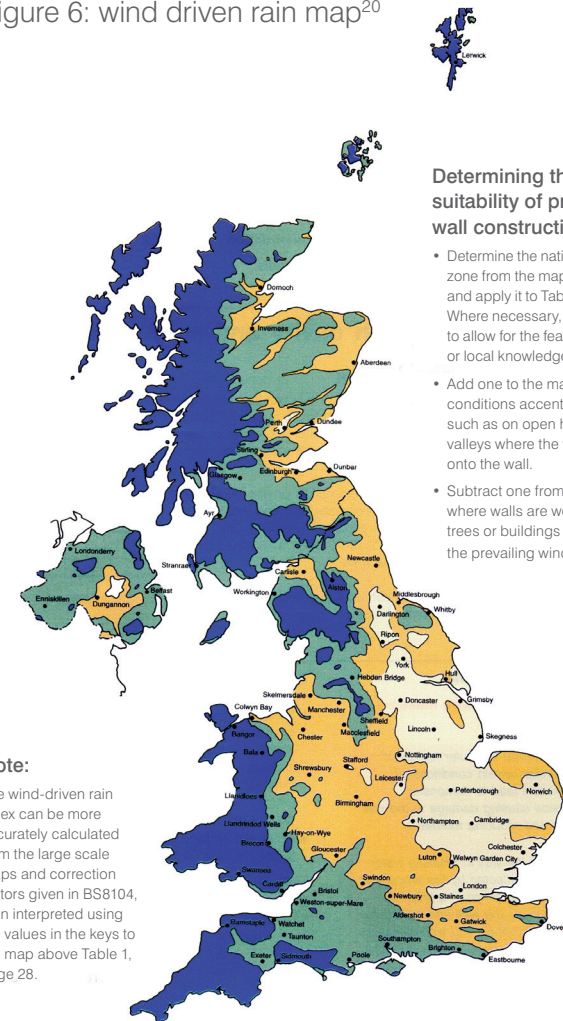 igure 6: wind driven rain map20
Lerwick
Determining th
suitability of pr
wall constructi
• Determine the nati
zone from the map
and apply it to Tab
Where necessary,
to allow for the fea
or local knowledge
• Add one to the ma
conditions accent
such as on open h
valleys where the
onto the wall.
• Subtract one from
where walls are we
trees or buildings
the prevailing wind
Dornoch
Inverness
Aberdeen
Perth
Dundee
Stirling
Glasgow
Edinburgh
Dunbar
Ayr
Stranraer
Newcastle
Carlisle
Alston
Workington
Londonderry
Enniskillen
Dungannon
Belfast
Middlesbrough
Darlington
Whitby
Ripon
York
Hull
Hebden Bridge
Skelmersdale
Manchester
Doncaster
Grimsby
Colwyn Bay
Sheffield
Bangor
Chester
Macclesfield
Lincoln
Skegness
Bala
Nottingham
Stafford
Shrewsbury
Leicester
Norwich
Peterborough
Llanidloes
Birmingham
Llandrindod Wells
Northampton
Cambridge
Hay-on-Wye
Brecon
Colchester
Gloucester
Luton
Welwyn Garden City
Swansea
Swindon
Cardiff
London
Bristol
Newbury
Staines
Weston-super-Mare
Aldershot
Gatwick
Dove
Barnstaple
Watchet
Taunton
Southampton
Brighton
Eastbourne
Exeter
Sidmouth
Poole
ote:
e wind-driven rain
ex can be more
curately calculated
m the large scale
aps and correction
tors given in BS8104,
n interpreted using
values in the keys to
map above Table 1,
ge 28.